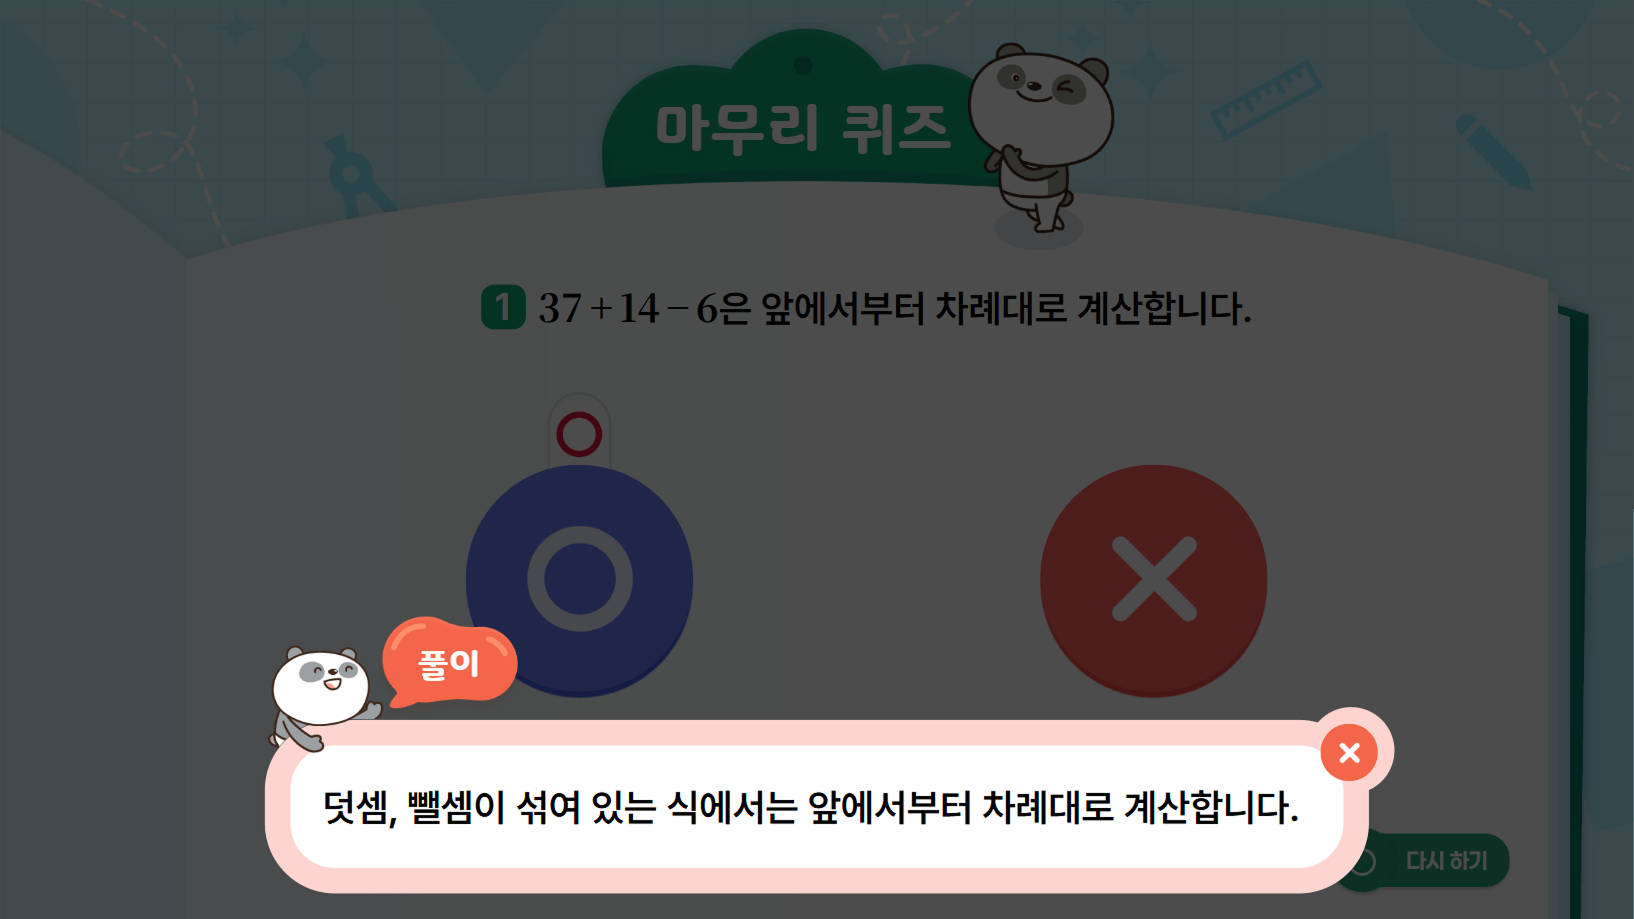 마무리 퀴즈
1 37+14-6은 앞에서부터 차례대로 계산합니다.
풀이
덧셈, 뺄셈이 섞여 있는 식에서는 앞에서부터 차례대로 계산합니다.
다시 하기